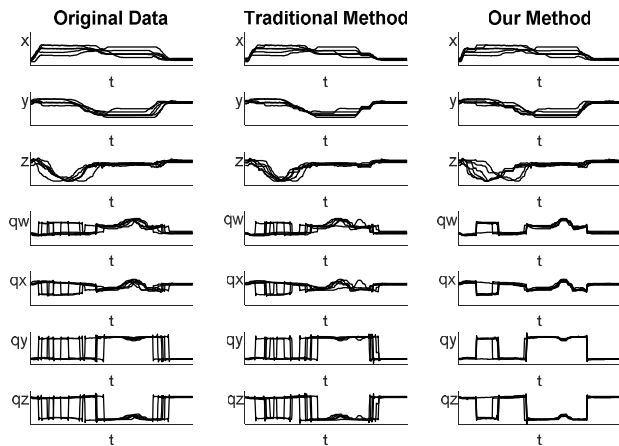 Original Data Traditional Method Our Method
x x x
t t t
y y y
t t t
z z z
t t t
qw qw qw
t t t
qx qx qx
t t t
qy qy qy
t t t
qz qz qz
t t t